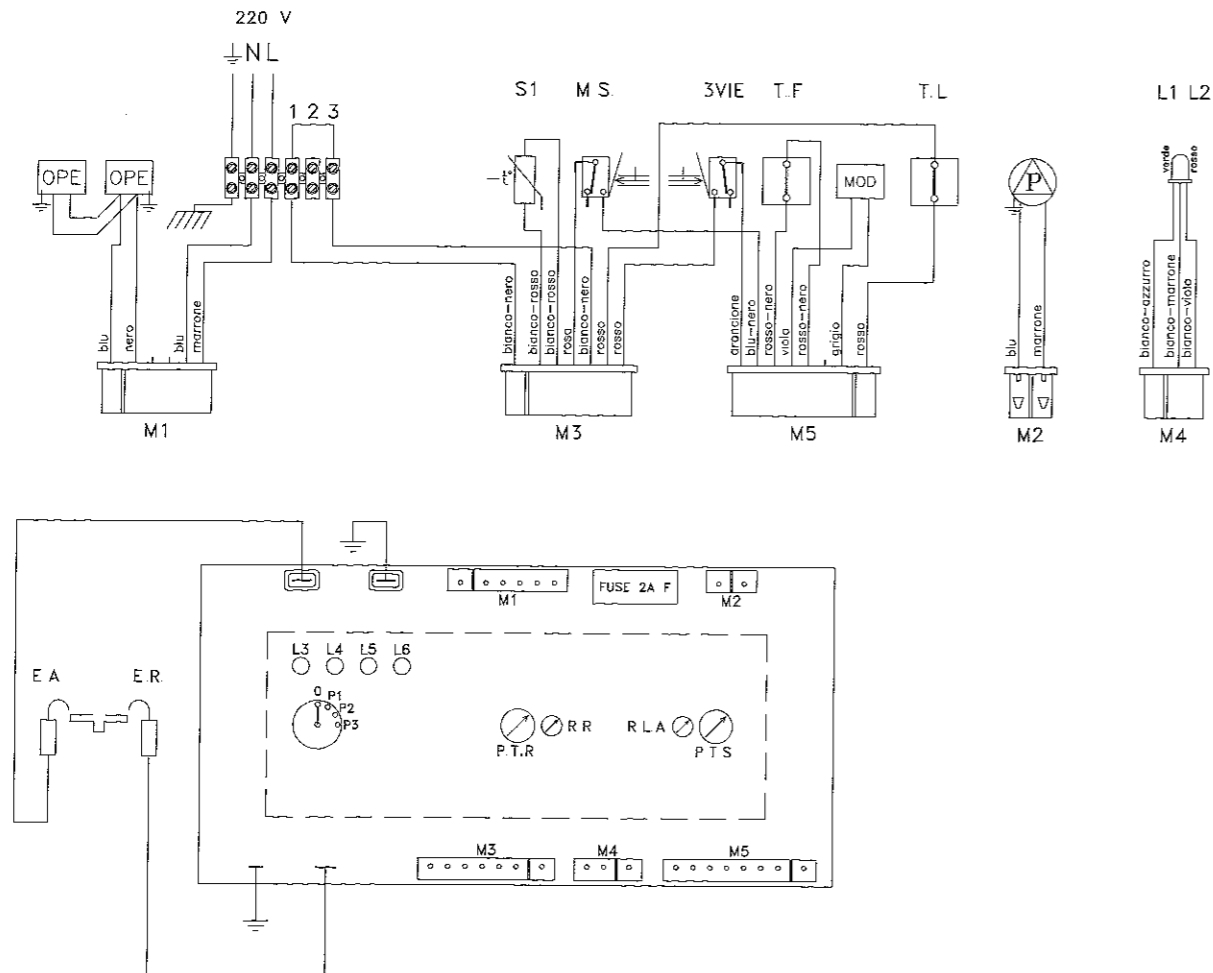 220 V
⏚ N L
1 2 3
S1 M S. 3VIE T.F T.L L1 L2
OPE OPE
-t°
MOD
P
verde
rosso
blu
nero
blu
marrone
bianco-nero
bianco-rosso
bianco-rosso
rosa
bianco-nero
rosso
rosso
arancione
blu-nero
rosso-nero
viola
rosso-nero
grigio
rosso
blu
marrone
bianco-azzurro
bianco-marrone
bianco-viola
M1 M3 M5 M2 M4
M1
FUSE 2A F
M2
L3 L4 L5 L6
E A E.R.
0
P1
P2
P3
P.T.R
R R
R L A
P T S
M3 M4 M5